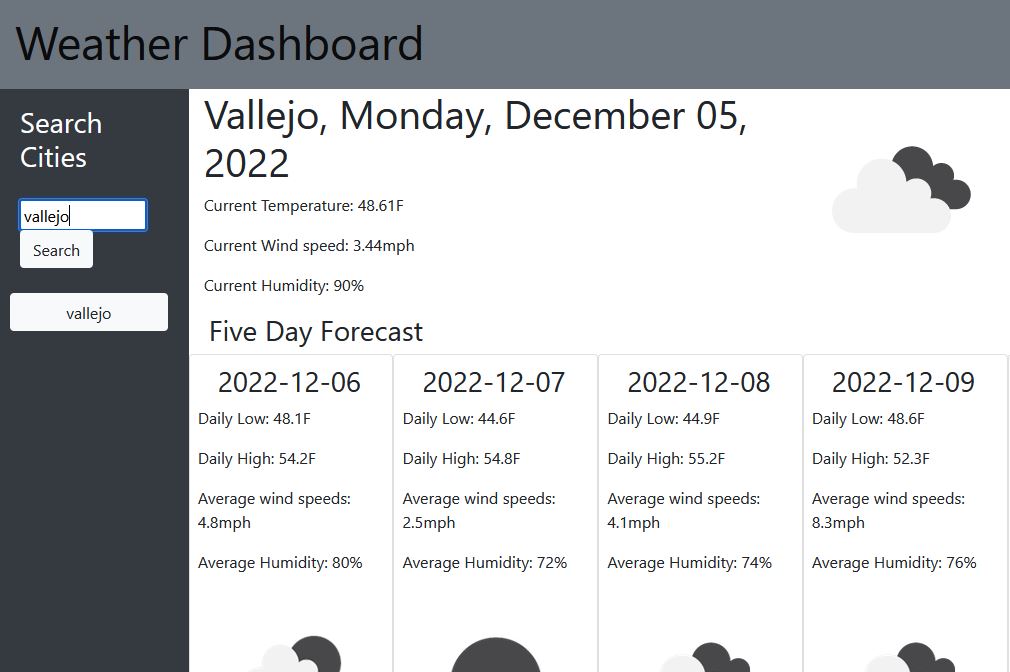 Weather Dashboard
Search
Cities
vallejo
Search
vallejo
Vallejo, Monday, December 05,
2022
Current Temperature: 48.61F
Current Wind speed: 3.44mph
Current Humidity: 90%
Five Day Forecast
2022-12-06
Daily Low: 48.1F
Daily High: 54.2F
Average wind speeds:
4.8mph
Average Humidity: 80%
2022-12-07
Daily Low: 44.6F
Daily High: 54.8F
Average wind speeds:
2.5mph
Average Humidity: 72%
2022-12-08
Daily Low: 44.9F
Daily High: 55.2F
Average wind speeds:
4.1mph
Average Humidity: 74%
2022-12-09
Daily Low: 48.6F
Daily High: 52.3F
Average wind speeds:
8.3mph
Average Humidity: 76%